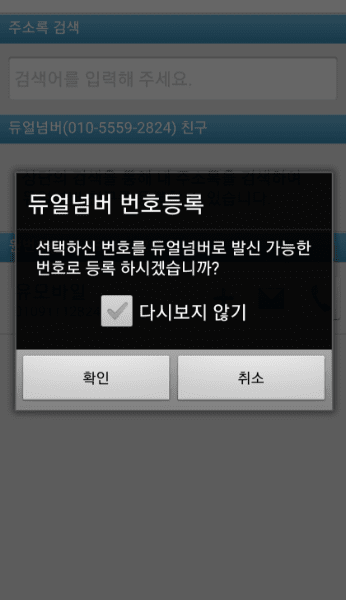 주소록 검색
검색어를 입력해 주세요.
듀얼넘버(010-5559-2824) 친구
듀얼넘버 번호등록
선택하신 번호를 듀얼넘버로 발신 가능한
번호로 등록 하시겠습니까?
다시보지 않기
확인
취소